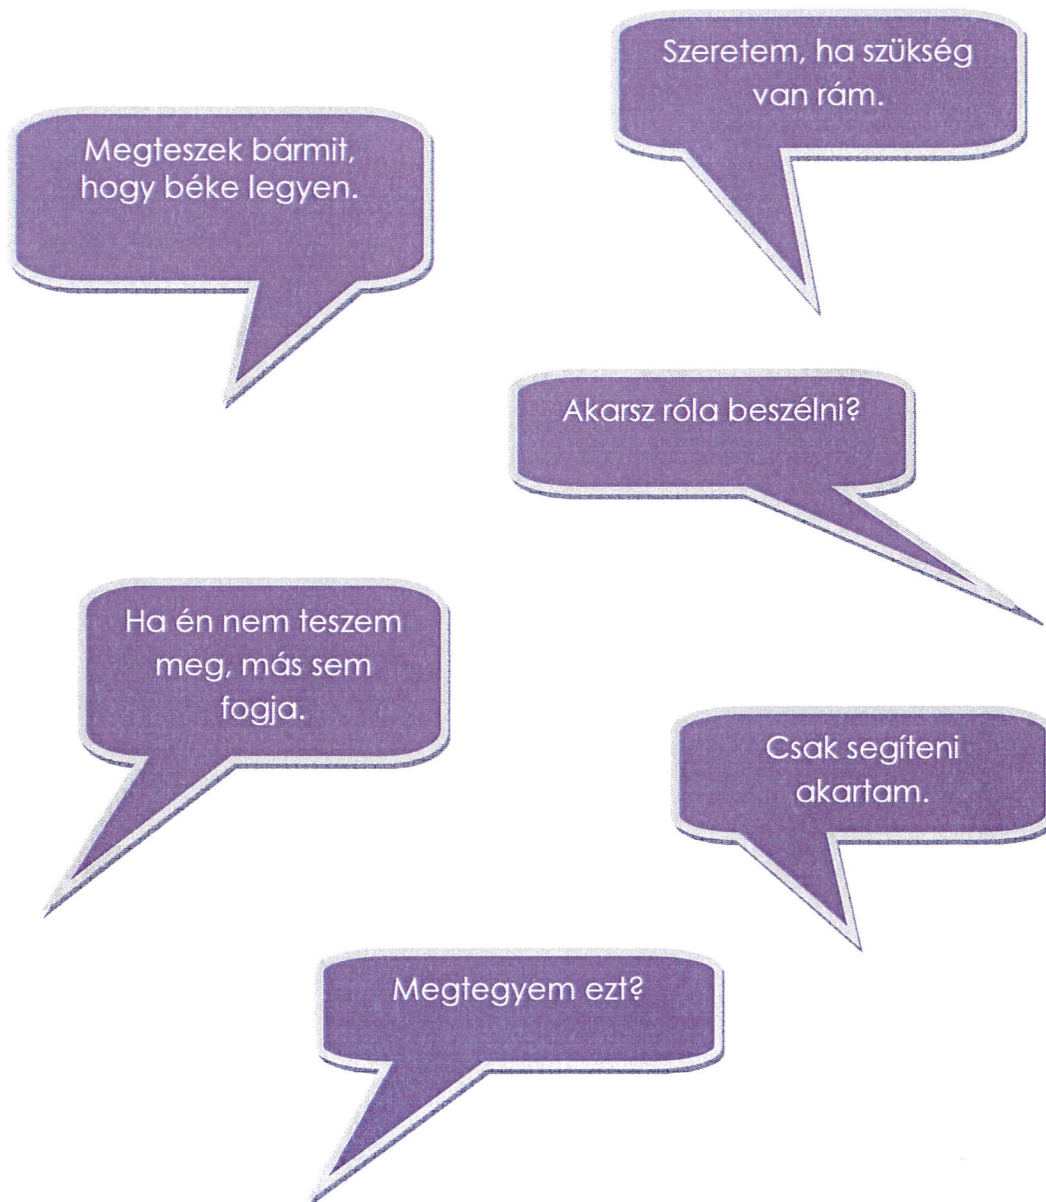 Szeretem, ha szükség
van rám.
Megteszek bármit,
hogy béke legyen.
Akarsz róla beszélni?
Ha én nem teszem
meg, más sem
fogja.
Csak segíteni
akartam.
Megtegyem ezt?